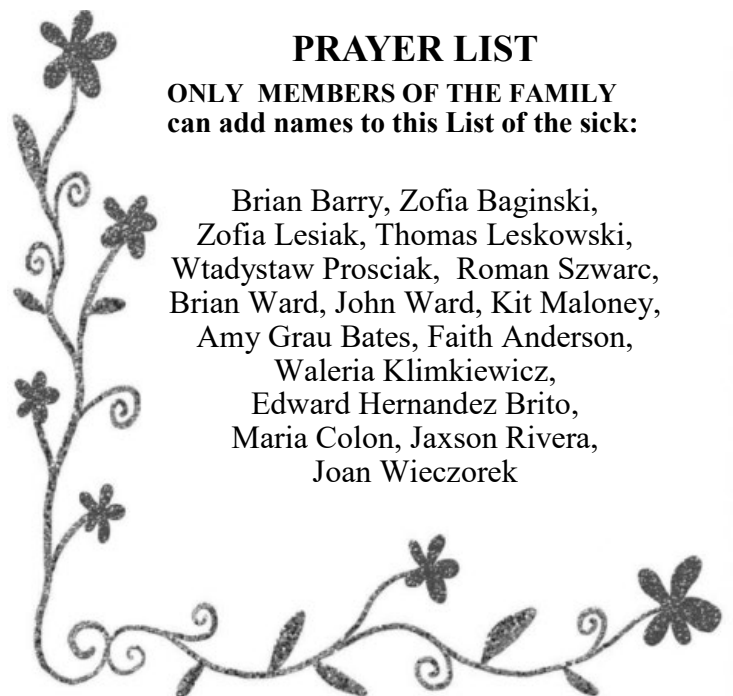 PRAYER LIST
ONLY MEMBERS OF THE FAMILY
can add names to this List of the sick:
Brian Barry, Zofia Baginski,
Zofia Lesiak, Thomas Leskowski,
Wtadystaw Prosciak, Roman Szwarc,
Brian Ward, John Ward, Kit Maloney,
Amy Grau Bates, Faith Anderson,
Waleria Klimkiewicz,
Edward Hernandez Brito,
Maria Colon, Jaxson Rivera,
Joan Wieczorek